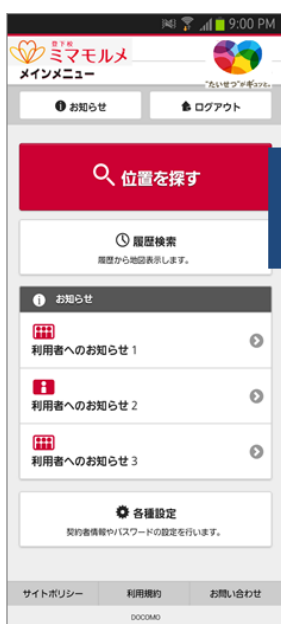 9:00 PM
登下校
ミマモルメ
メインメニュー
"たいせつ"がギュッと。
お知らせ
ログアウト
位置を探す
履歴検索
履歴から地図表示します。
お知らせ
利用者へのお知らせ 1
利用者へのお知らせ 2
利用者へのお知らせ 3
各種設定
契約者情報やパスワードの設定を行います。
サイトポリシー
利用規約
お問い合わせ
DOCOMO